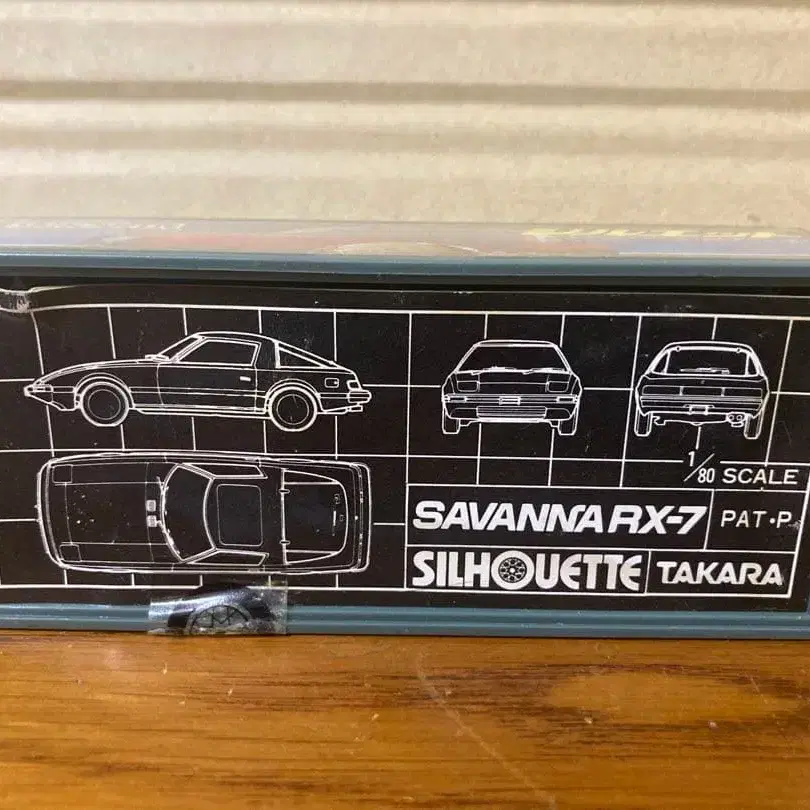 1/80 SCALE
SAVANNA RX-7 PAT・P.
SILHOUETTE TAKARA